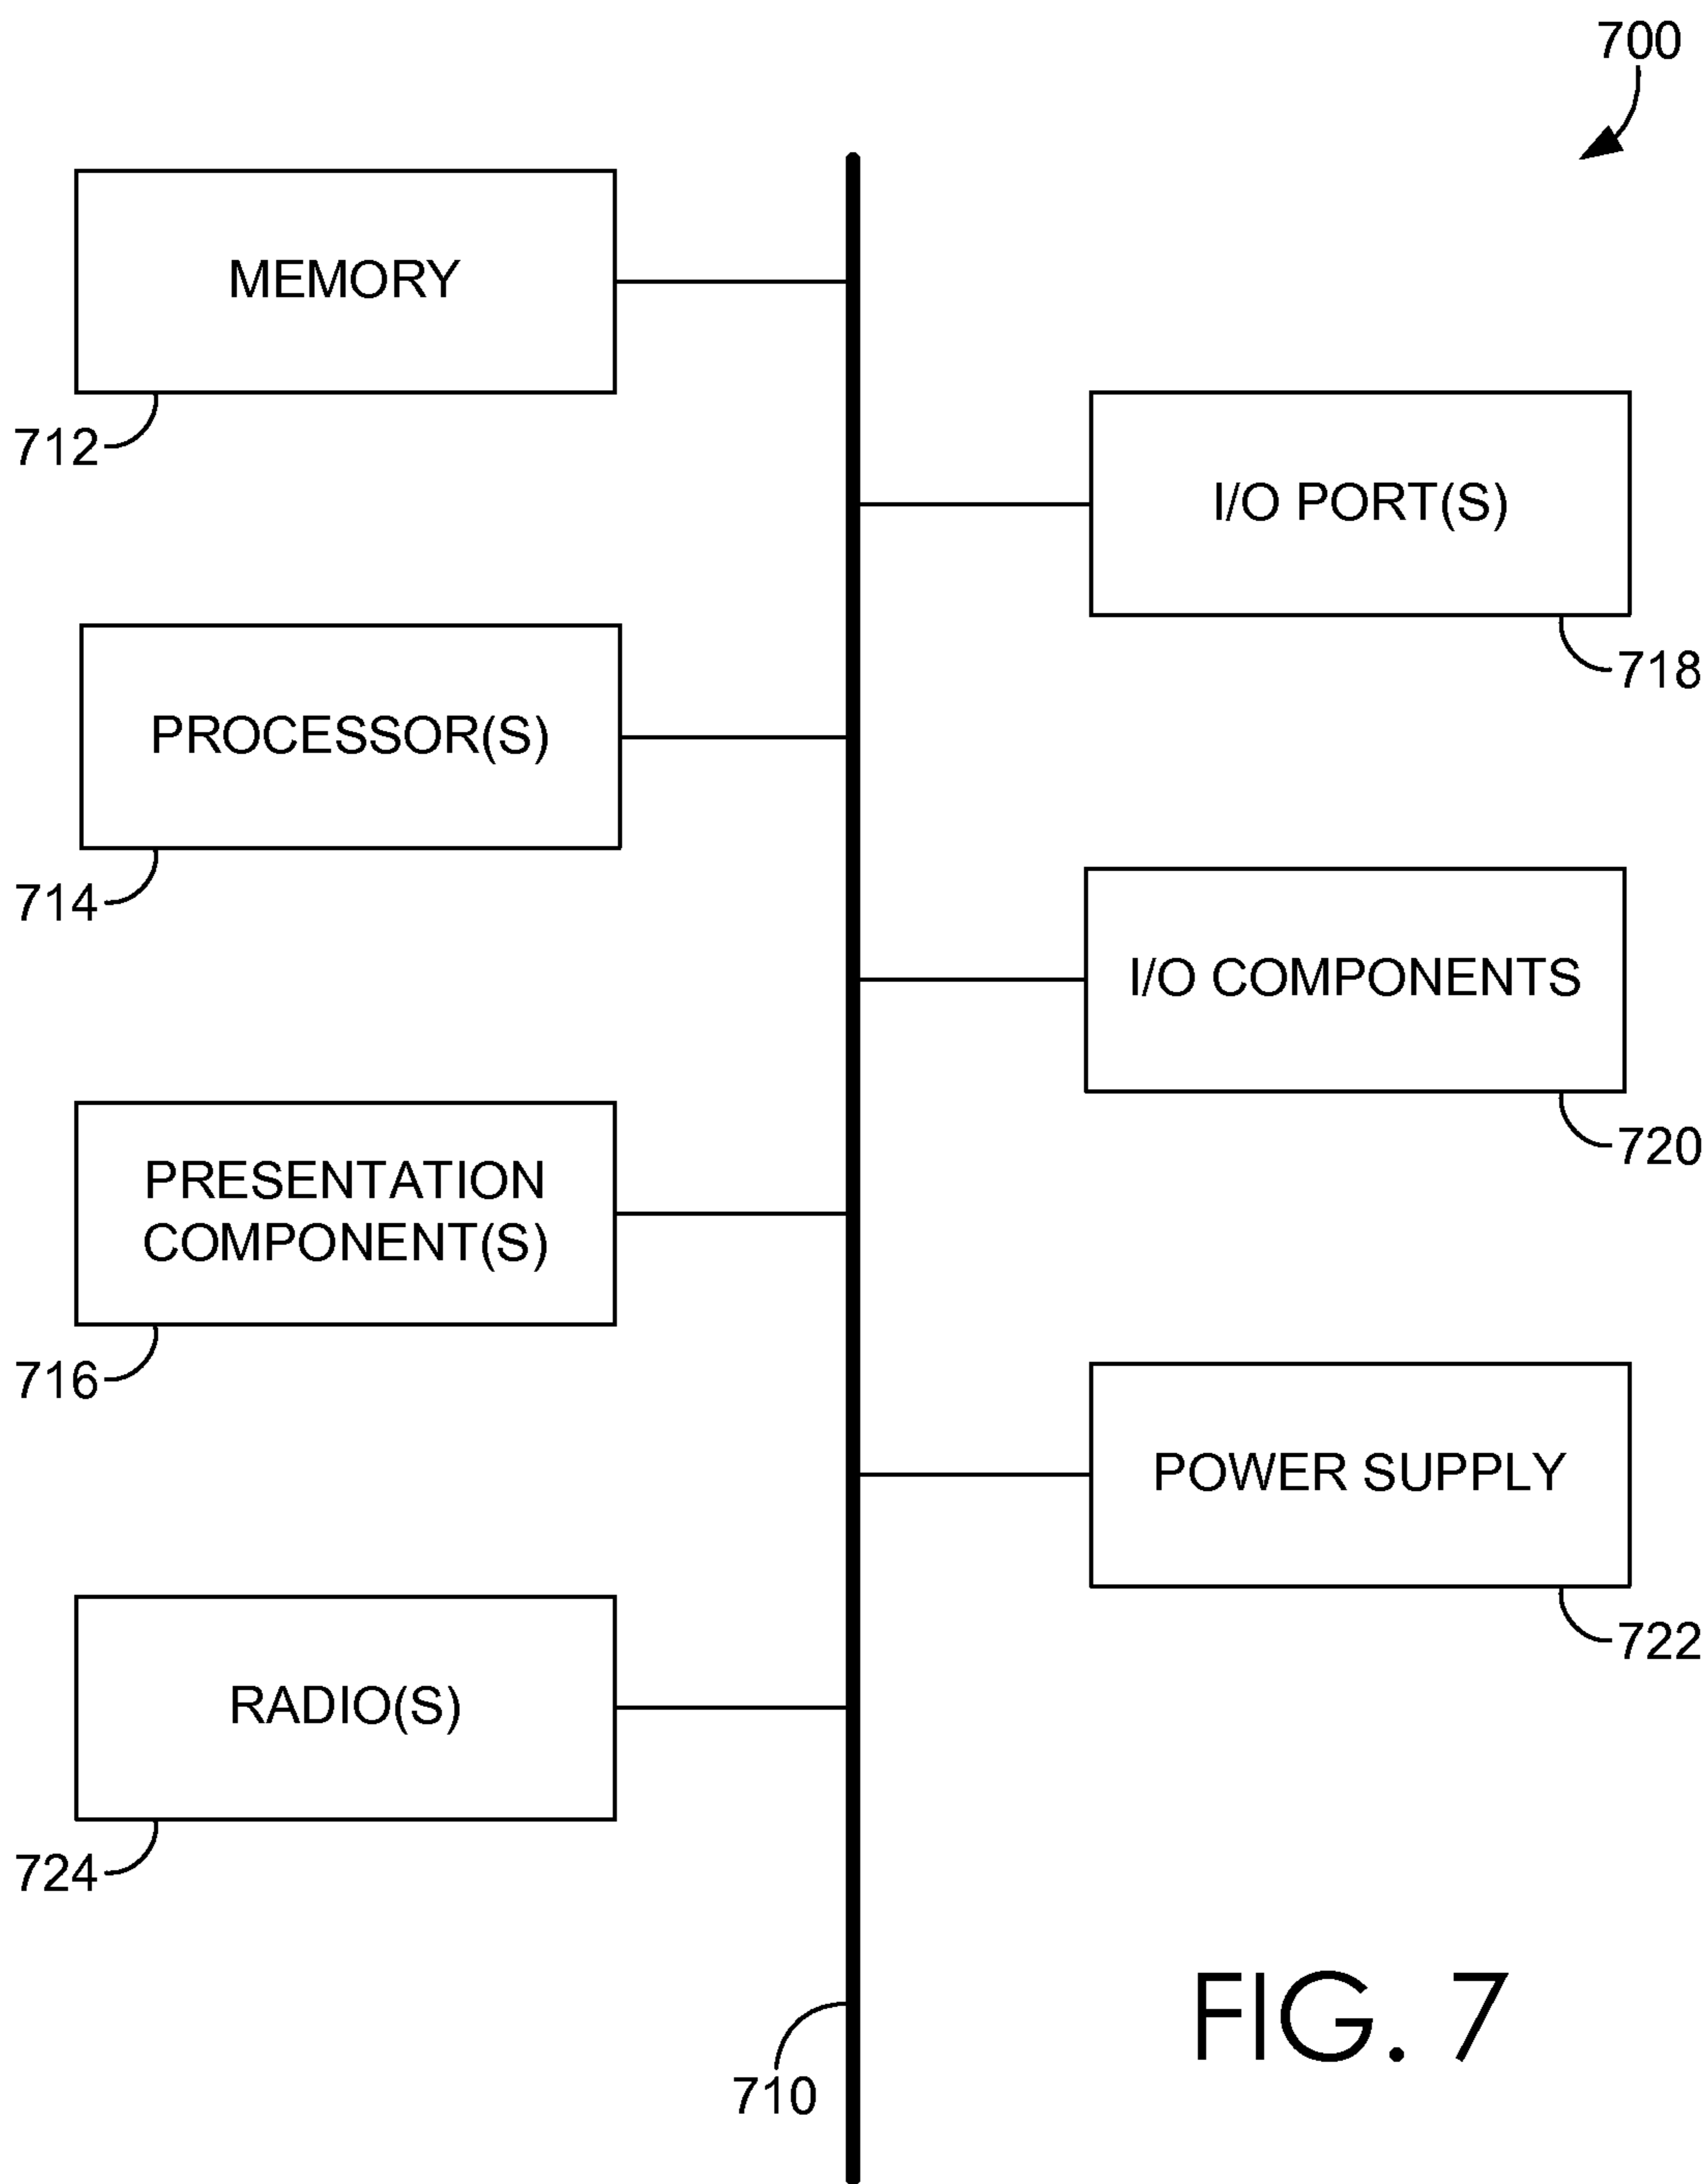 700
MEMORY
712
I/O PORT(S)
718
PROCESSOR(S)
714
I/O COMPONENTS
720
PRESENTATION
COMPONENT(S)
716
POWER SUPPLY
722
RADIO(S)
724
710
FIG. 7